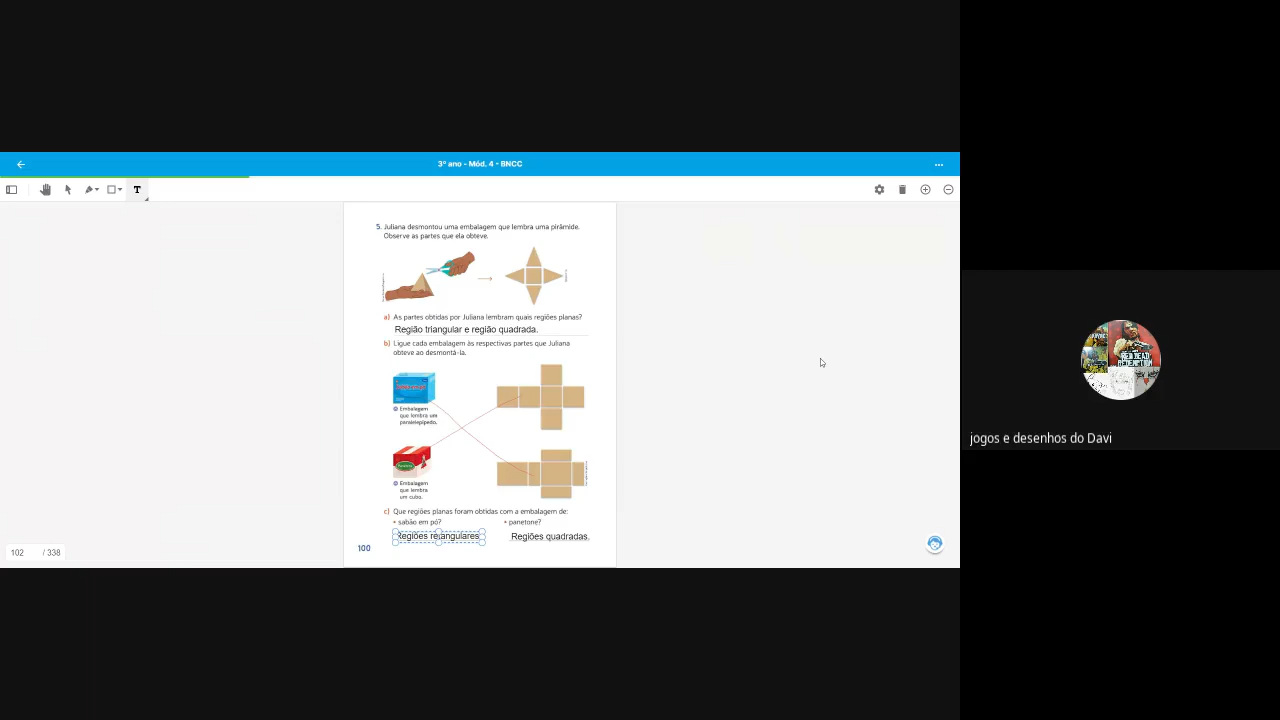 3º ano - Mód. 4 - BNCC
T
5. Juliana desmontou uma embalagem que lembra uma pirâmide.
Observe as partes que ela obteve.
a) As partes obtidas por Juliana lembram quais regiões planas?
Região triangular e região quadrada.
b) Ligue cada embalagem às respectivas partes que Juliana
obteve ao desmontá-la.
Embalagem
que lembra um
paralelepípedo.
Embalagem
que lembra
um cubo.
c) Que regiões planas foram obtidas com a embalagem de:
• sabão em pó?
• panetone?
Regiões retangulares
Regiões quadradas.
100
102 / 338
jogos e desenhos do Davi